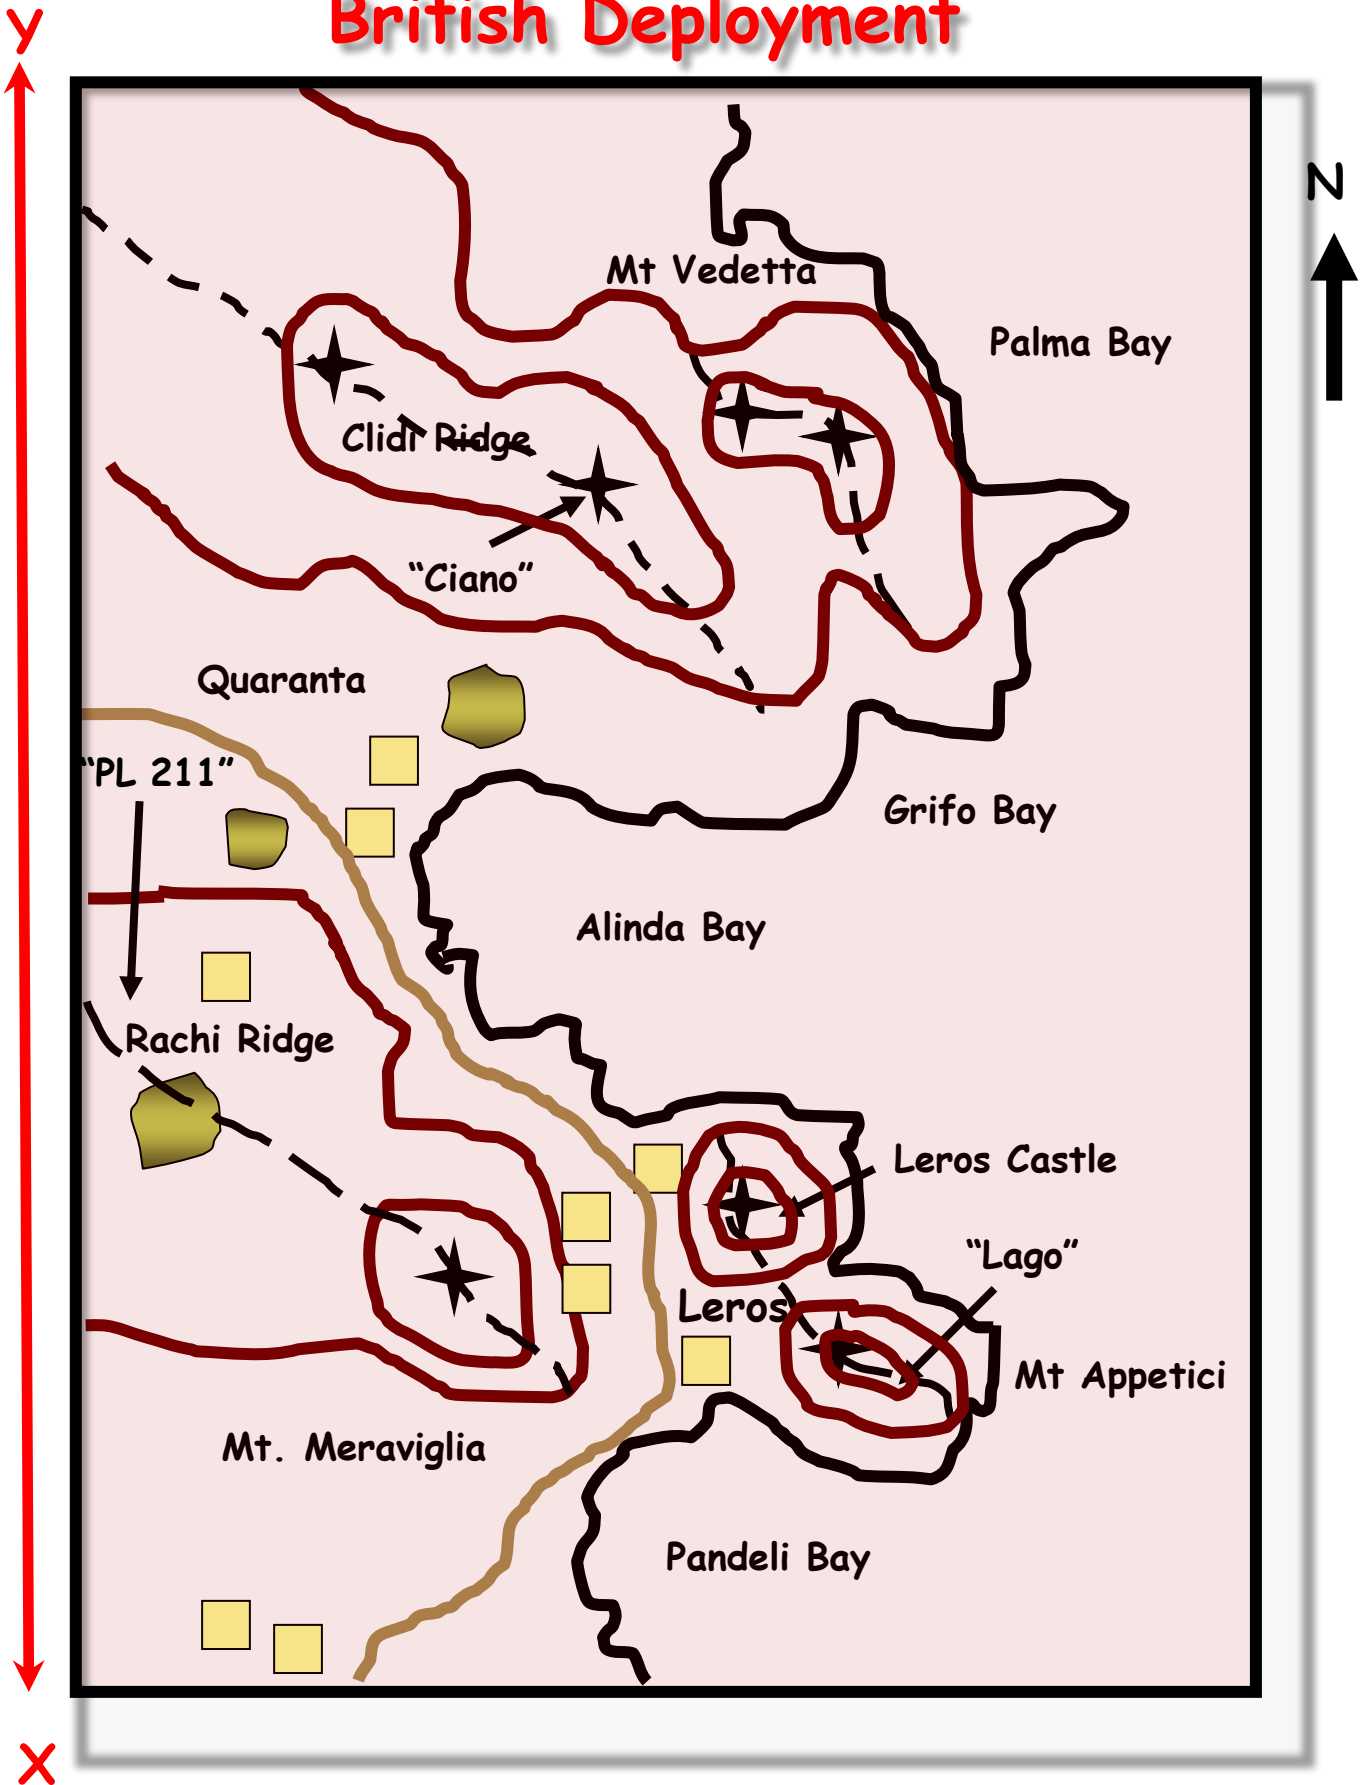 British Deployment
Y
N
Mt Vedetta
Palma Bay
Clidi Ridge
“Ciano”
Quaranta
“PL 211”
Grifo Bay
Alinda Bay
Rachi Ridge
Leros Castle
“Lago”
Leros
Mt Appetici
Mt. Meraviglia
Pandeli Bay
X